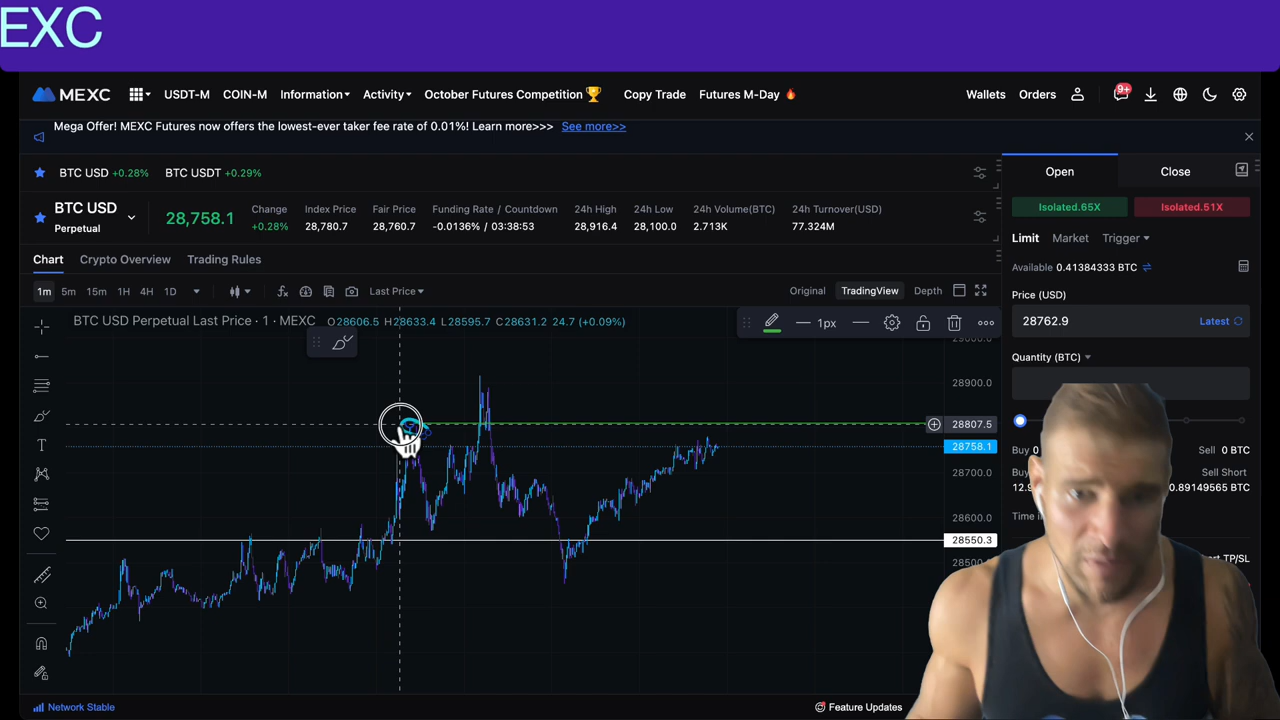 EXC
MEXC USDT-M COIN-M Information Activity October Futures Competition Copy Trade Futures M-Day Wallets Orders 9+
Mega Offer! MEXC Futures now offers the lowest-ever taker fee rate of 0.01%! Learn more>>> See more>>
BTC USD +0.28% BTC USDT +0.29%
Open Close
BTC USD
Perpetual
28,758.1
Change Index Price Fair Price Funding Rate / Countdown 24h High 24h Low 24h Volume(BTC) 24h Turnover(USD)
+0.28% 28,780.7 28,760.7 -0.0136% / 03:38:53 28,916.4 28,100.0 2.713K 77.324M
Isolated.65X Isolated.51X
Limit Market Trigger
Chart Crypto Overview Trading Rules
Available 0.41384333 BTC
1m 5m 15m 1H 4H 1D Last Price Original TradingView Depth
Price (USD)
28762.9 Latest
BTC USD Perpetual Last Price · 1 · MEXC O28606.5 H28633.4 L28595.7 C28631.2 24.7 (+0.09%)
1px
Quantity (BTC)
28900.0
28807.5
28758.1
28700.0
28600.0
28550.3
Buy 0 Sell 0 BTC
Buy Sell Short
12.9 0.89149565 BTC
Time
TP/SL
Network Stable Feature Updates